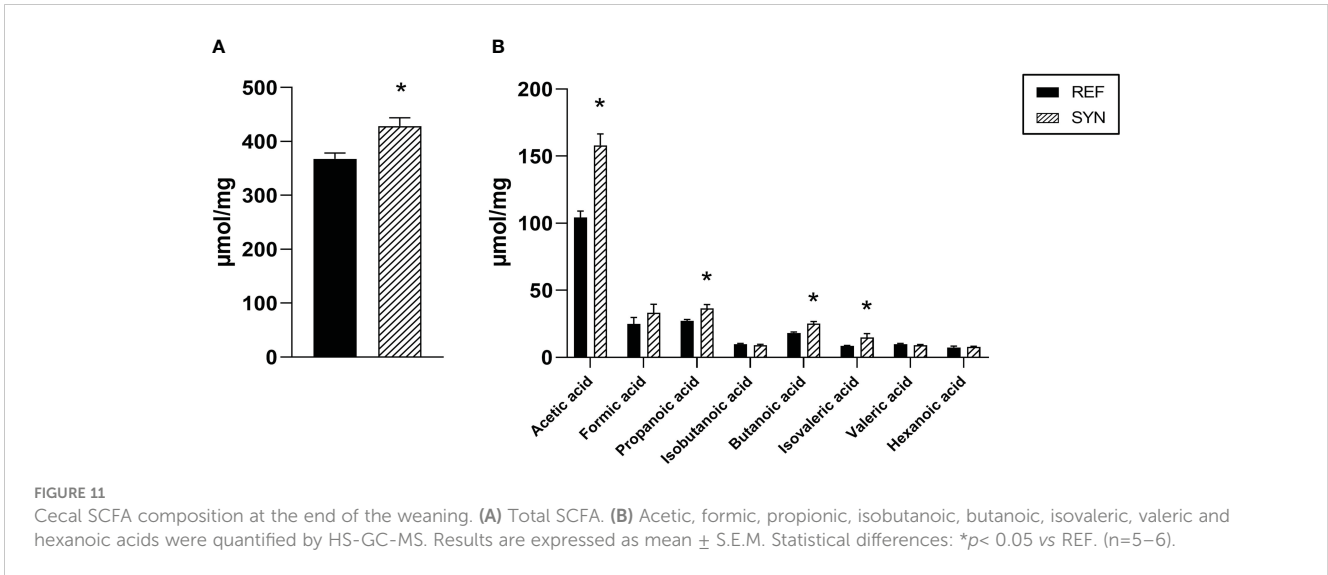 A
B
500
400
300
200
100
0
µmol/mg
*
200
150
100
50
0
µmol/mg
*
*
*
*
Acetic acid
Formic acid
Propanoic acid
Isobutanoic acid
Butanoic acid
Isovaleric acid
Valeric acid
Hexanoic acid
REF
SYN
FIGURE 11
Cecal SCFA composition at the end of the weaning. (A) Total SCFA. (B) Acetic, formic, propionic, isobutanoic, butanoic, isovaleric, valeric and
hexanoic acids were quantified by HS-GC-MS. Results are expressed as mean ± S.E.M. Statistical differences: *p< 0.05 vs REF. (n=5–6).